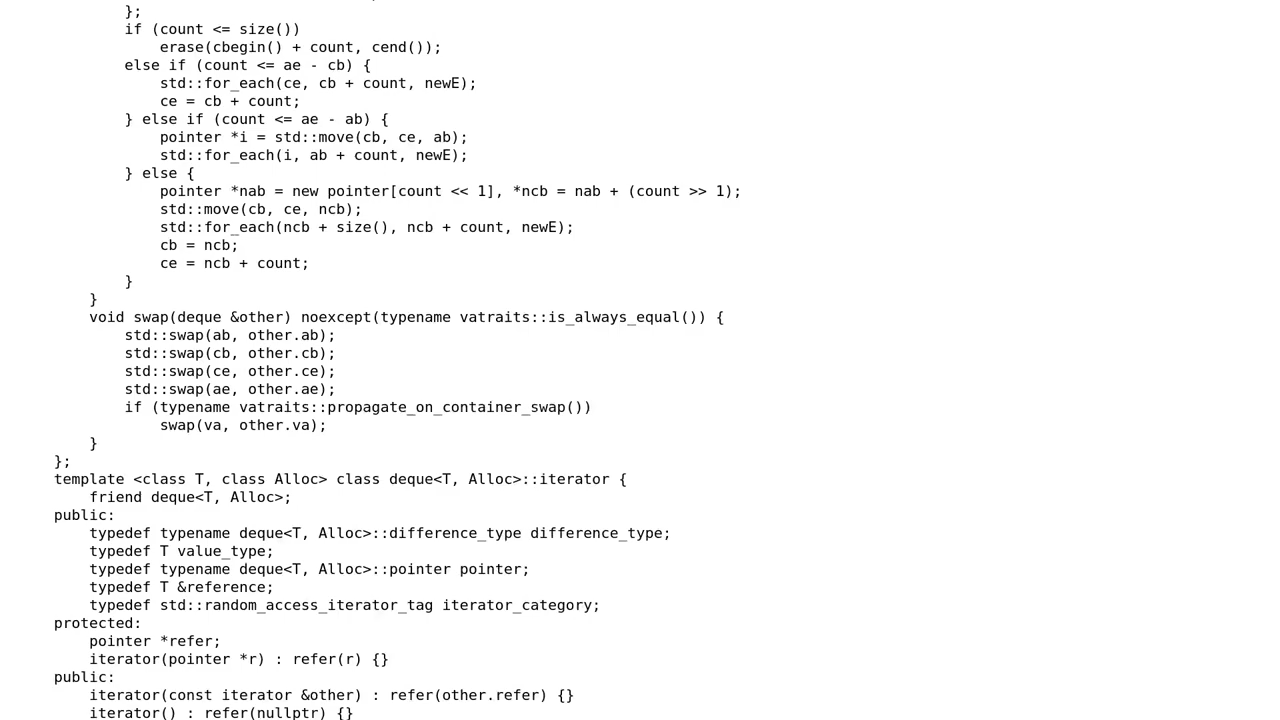 };
if (count <= size())
erase(cbegin() + count, cend());
else if (count <= ae - cb) {
std::for_each(ce, cb + count, newE);
ce = cb + count;
} else if (count <= ae - ab) {
pointer *i = std::move(cb, ce, ab);
std::for_each(i, ab + count, newE);
} else {
pointer *nab = new pointer[count << 1], *ncb = nab + (count >> 1);
std::move(cb, ce, ncb);
std::for_each(ncb + size(), ncb + count, newE);
cb = ncb;
ce = ncb + count;
}
}
void swap(deque &other) noexcept(typename vatraits::is_always_equal()) {
std::swap(ab, other.ab);
std::swap(cb, other.cb);
std::swap(ce, other.ce);
std::swap(ae, other.ae);
if (typename vatraits::propagate_on_container_swap())
swap(va, other.va);
}
};
template <class T, class Alloc> class deque<T, Alloc>::iterator {
friend deque<T, Alloc>;
public:
typedef typename deque<T, Alloc>::difference_type difference_type;
typedef T value_type;
typedef typename deque<T, Alloc>::pointer pointer;
typedef T &reference;
typedef std::random_access_iterator_tag iterator_category;
protected:
pointer *refer;
iterator(pointer *r) : refer(r) {}
public:
iterator(const iterator &other) : refer(other.refer) {}
iterator() : refer(nullptr) {}